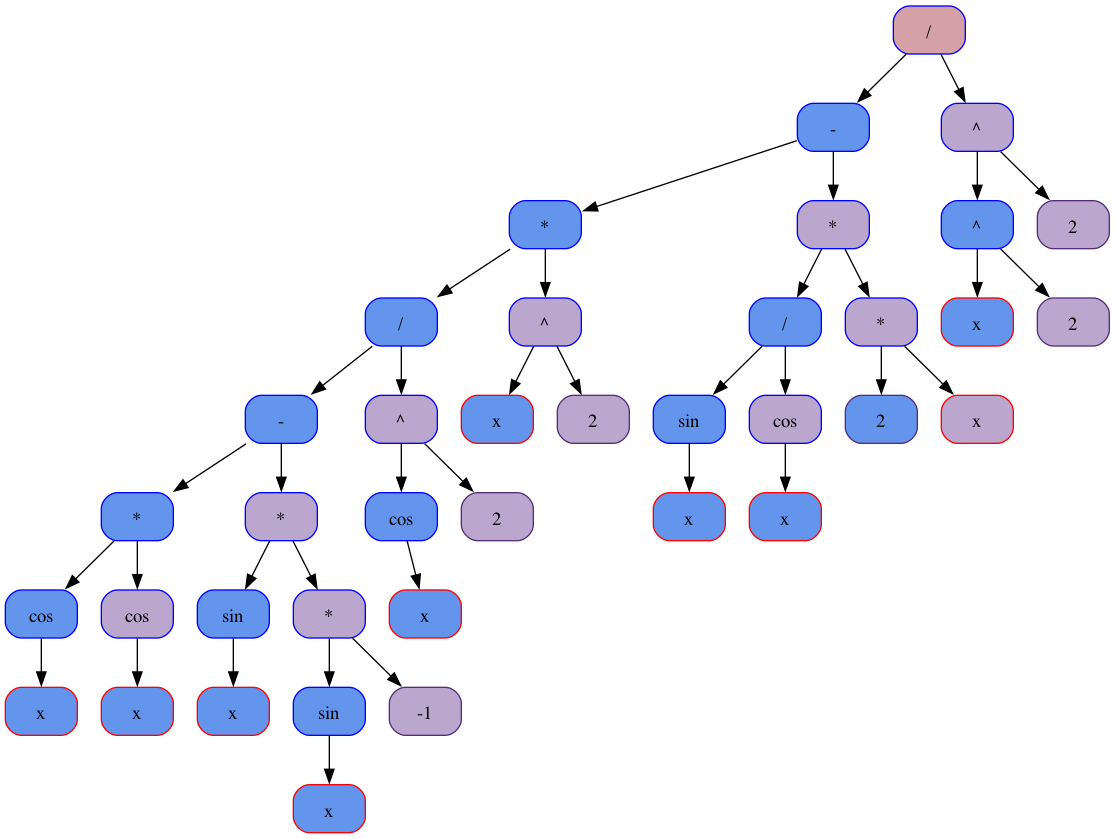 /
- ^
* * ^ 2
/ ^ / * x 2
- ^ x 2 sin cos 2 x
* * cos 2 x x
cos cos sin * x
x x x sin -1
x